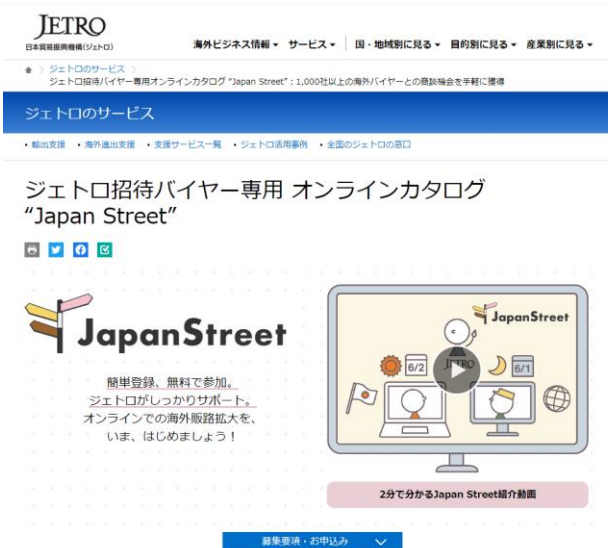 JETRO
日本貿易振興機構(ジェトロ)
海外ビジネス情報 サービス 国・地域別に見る 目的別に見る 産業別に見る
ジェトロのサービス
ジェトロ招待バイヤー専用オンラインカタログ “Japan Street”：1,000社以上の海外バイヤーとの商談機会を手軽に獲得
ジェトロのサービス
・輸出支援 ・海外進出支援 ・支援サービス一覧 ・ジェトロ活用事例 ・全国のジェトロの窓口
ジェトロ招待バイヤー専用 オンラインカタログ
“Japan Street”
JapanStreet
簡単登録、無料で参加。
ジェトロがしっかりサポート。
オンラインでの海外販路拡大を、
いま、はじめましょう！
JapanStreet
6/2
JETRO
6/1
2分で分かるJapan Street紹介動画
募集要項・お申込み